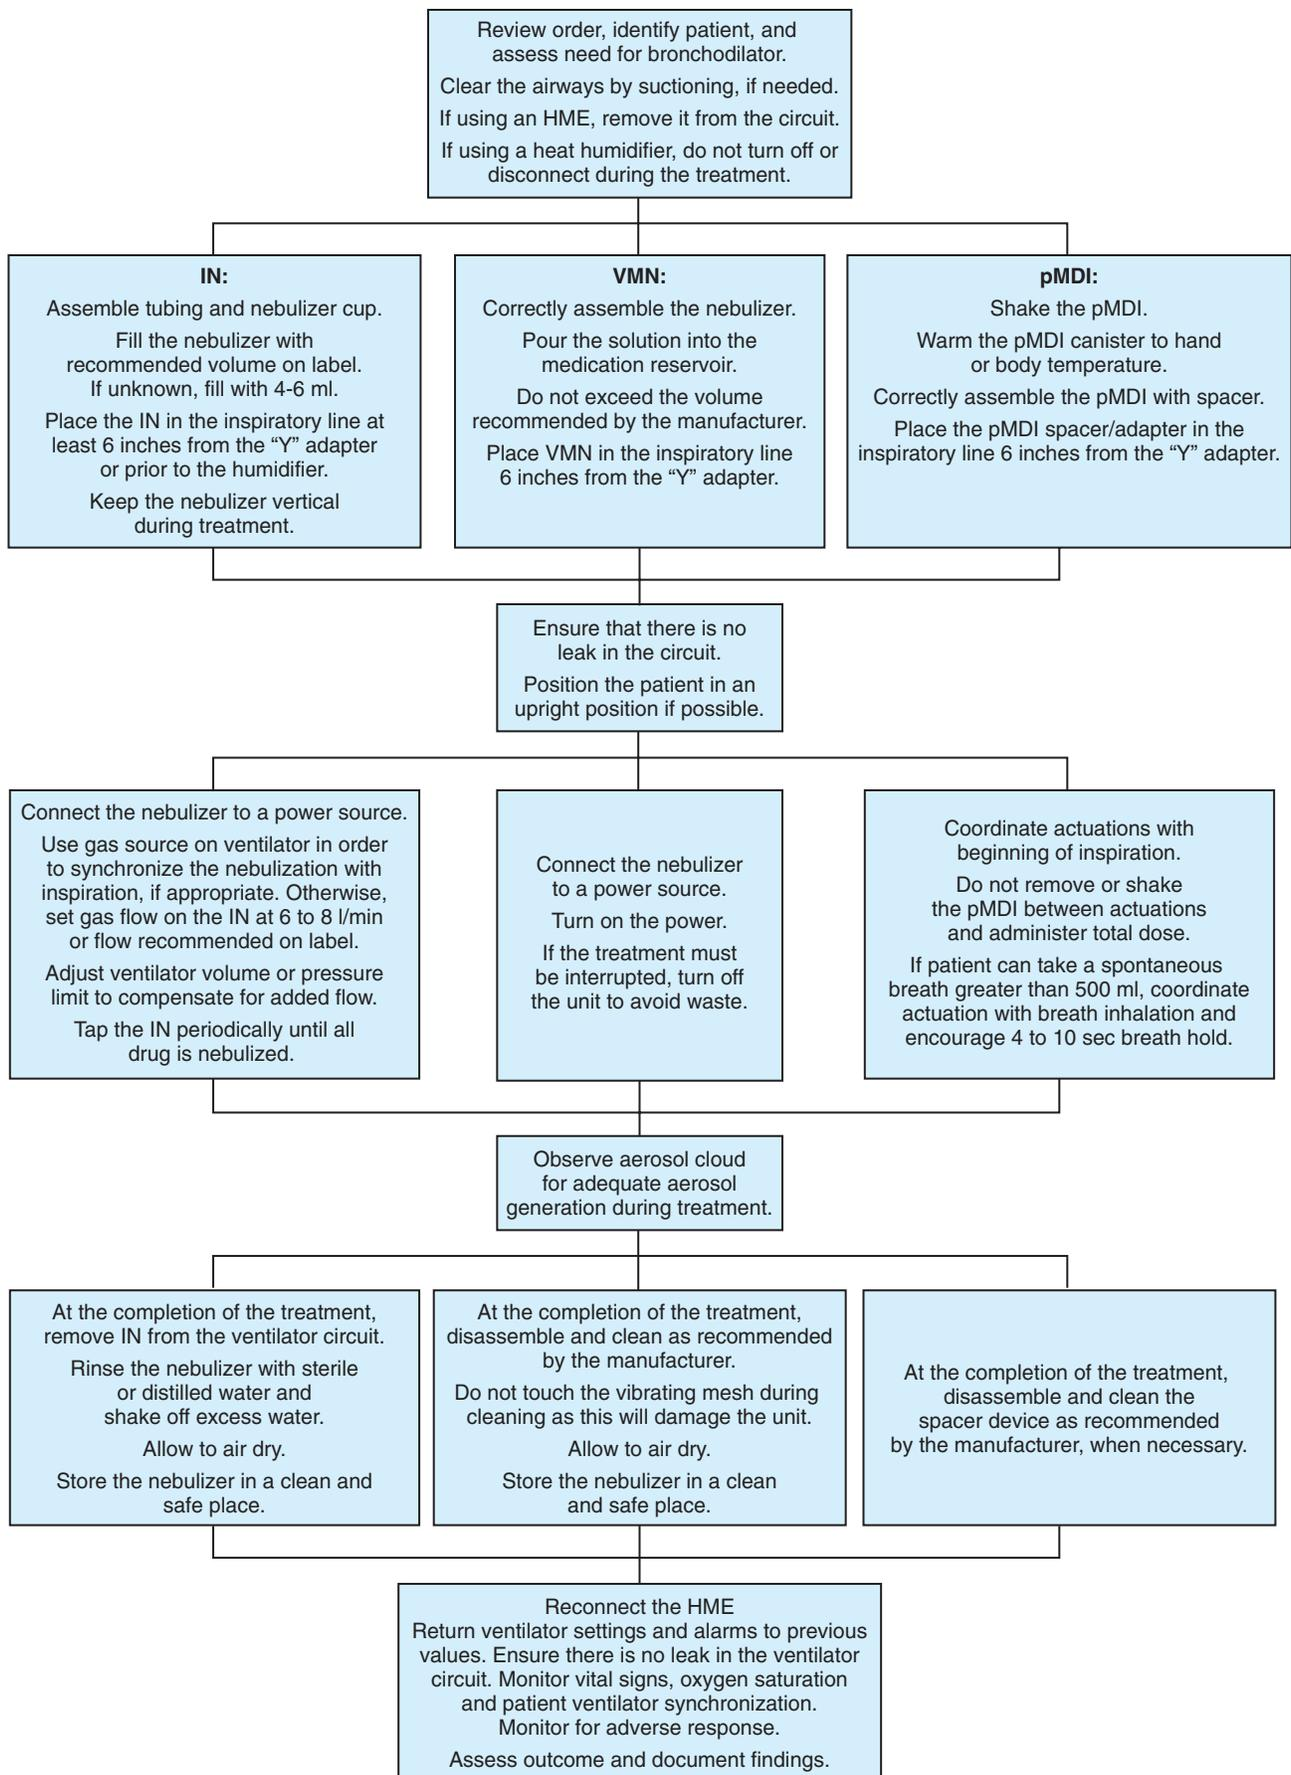 Review order, identify patient, and
assess need for bronchodilator.
Clear the airways by suctioning, if needed.
If using an HME, remove it from the circuit.
If using a heat humidifier, do not turn off or
disconnect during the treatment.
IN:
Assemble tubing and nebulizer cup.
Fill the nebulizer with
recommended volume on label.
If unknown, fill with 4-6 ml.
Place the IN in the inspiratory line at
least 6 inches from the “Y” adapter
or prior to the humidifier.
Keep the nebulizer vertical
during treatment.
VMN:
Correctly assemble the nebulizer.
Pour the solution into the
medication reservoir.
Do not exceed the volume
recommended by the manufacturer.
Place VMN in the inspiratory line
6 inches from the “Y” adapter.
pMDI:
Shake the pMDI.
Warm the pMDI canister to hand
or body temperature.
Correctly assemble the pMDI with spacer.
Place the pMDI spacer/adapter in the
inspiratory line 6 inches from the “Y” adapter.
Ensure that there is no
leak in the circuit.
Position the patient in an
upright position if possible.
Connect the nebulizer to a power source.
Use gas source on ventilator in order
to synchronize the nebulization with
inspiration, if appropriate. Otherwise,
set gas flow on the IN at 6 to 8 l/min
or flow recommended on label.
Adjust ventilator volume or pressure
limit to compensate for added flow.
Tap the IN periodically until all
drug is nebulized.
Connect the nebulizer
to a power source.
Turn on the power.
If the treatment must
be interrupted, turn off
the unit to avoid waste.
Coordinate actuations with
beginning of inspiration.
Do not remove or shake
the pMDI between actuations
and administer total dose.
If patient can take a spontaneous
breath greater than 500 ml, coordinate
actuation with breath inhalation and
encourage 4 to 10 sec breath hold.
Observe aerosol cloud
for adequate aerosol
generation during treatment.
At the completion of the treatment,
remove IN from the ventilator circuit.
Rinse the nebulizer with sterile
or distilled water and
shake off excess water.
Allow to air dry.
Store the nebulizer in a clean and
safe place.
At the completion of the treatment,
disassemble and clean as recommended
by the manufacturer.
Do not touch the vibrating mesh during
cleaning as this will damage the unit.
Allow to air dry.
Store the nebulizer in a clean
and safe place.
At the completion of the treatment,
disassemble and clean the
spacer device as recommended
by the manufacturer, when necessary.
Reconnect the HME
Return ventilator settings and alarms to previous
values. Ensure there is no leak in the ventilator
circuit. Monitor vital signs, oxygen saturation
and patient ventilator synchronization.
Monitor for adverse response.
Assess outcome and document findings.